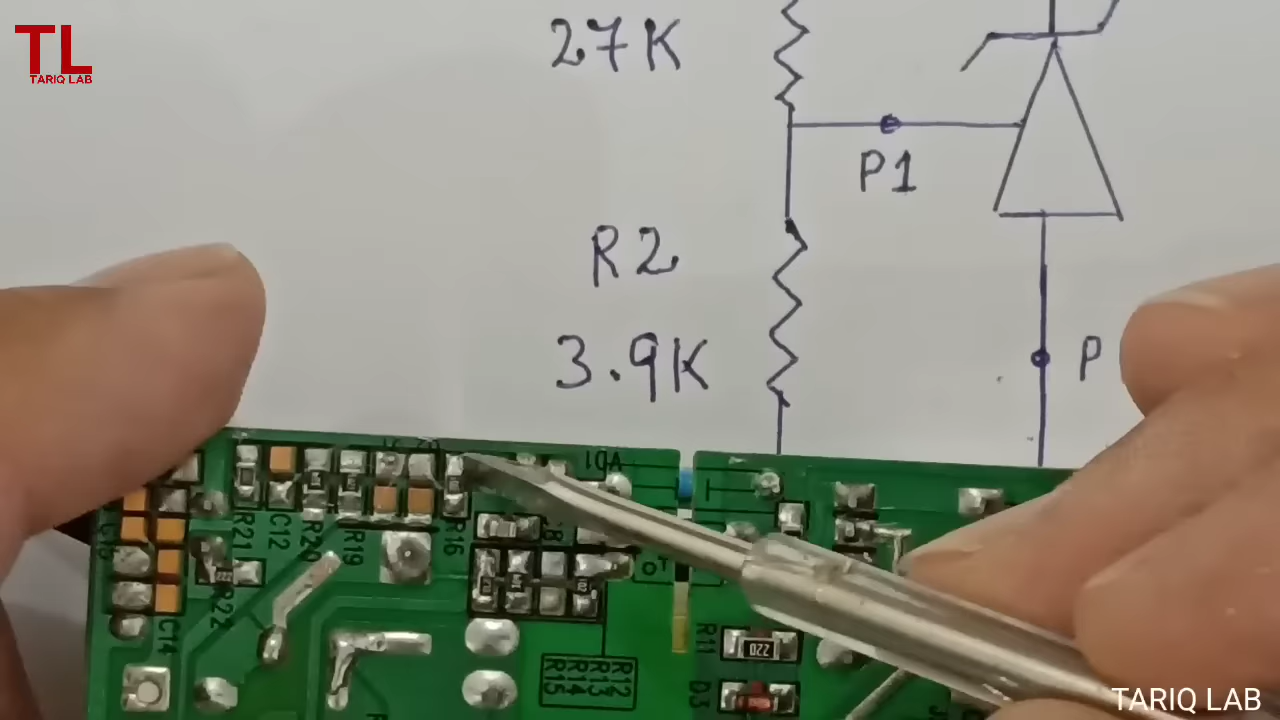 TL
TARIQ LAB
27K
P1
R2
3.9K
P
R21
C12
R20
R19
R16
R22
C14
R12
R13
R14
R15
R11
220
D3
TARIQ LAB